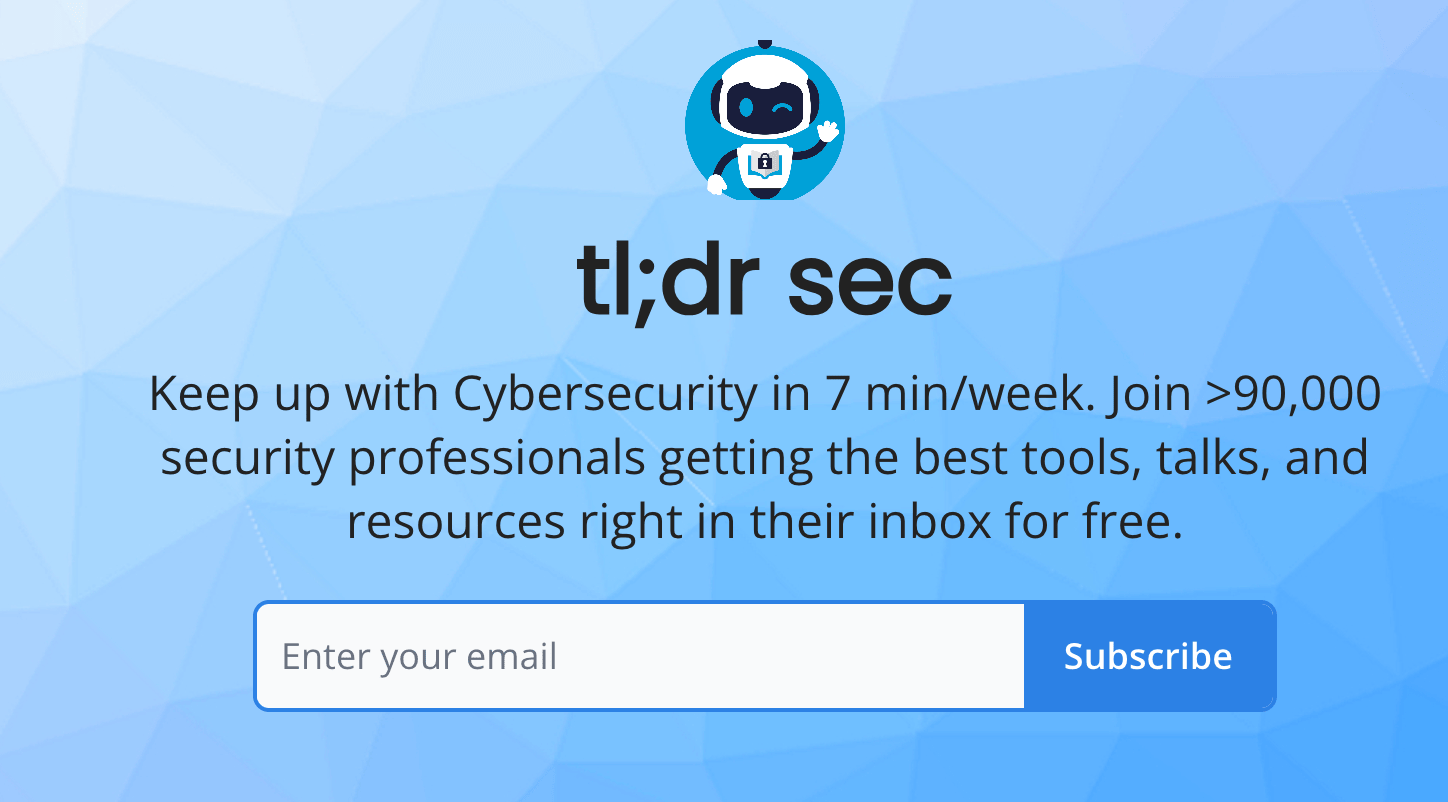 tl;dr sec
Keep up with Cybersecurity in 7 min/week. Join >90,000
security professionals getting the best tools, talks, and
resources right in their inbox for free.
Enter your email
Subscribe